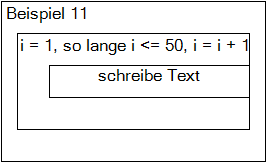 Beispiel 11
i = 1, so lange i <= 50, i = i + 1
schreibe Text